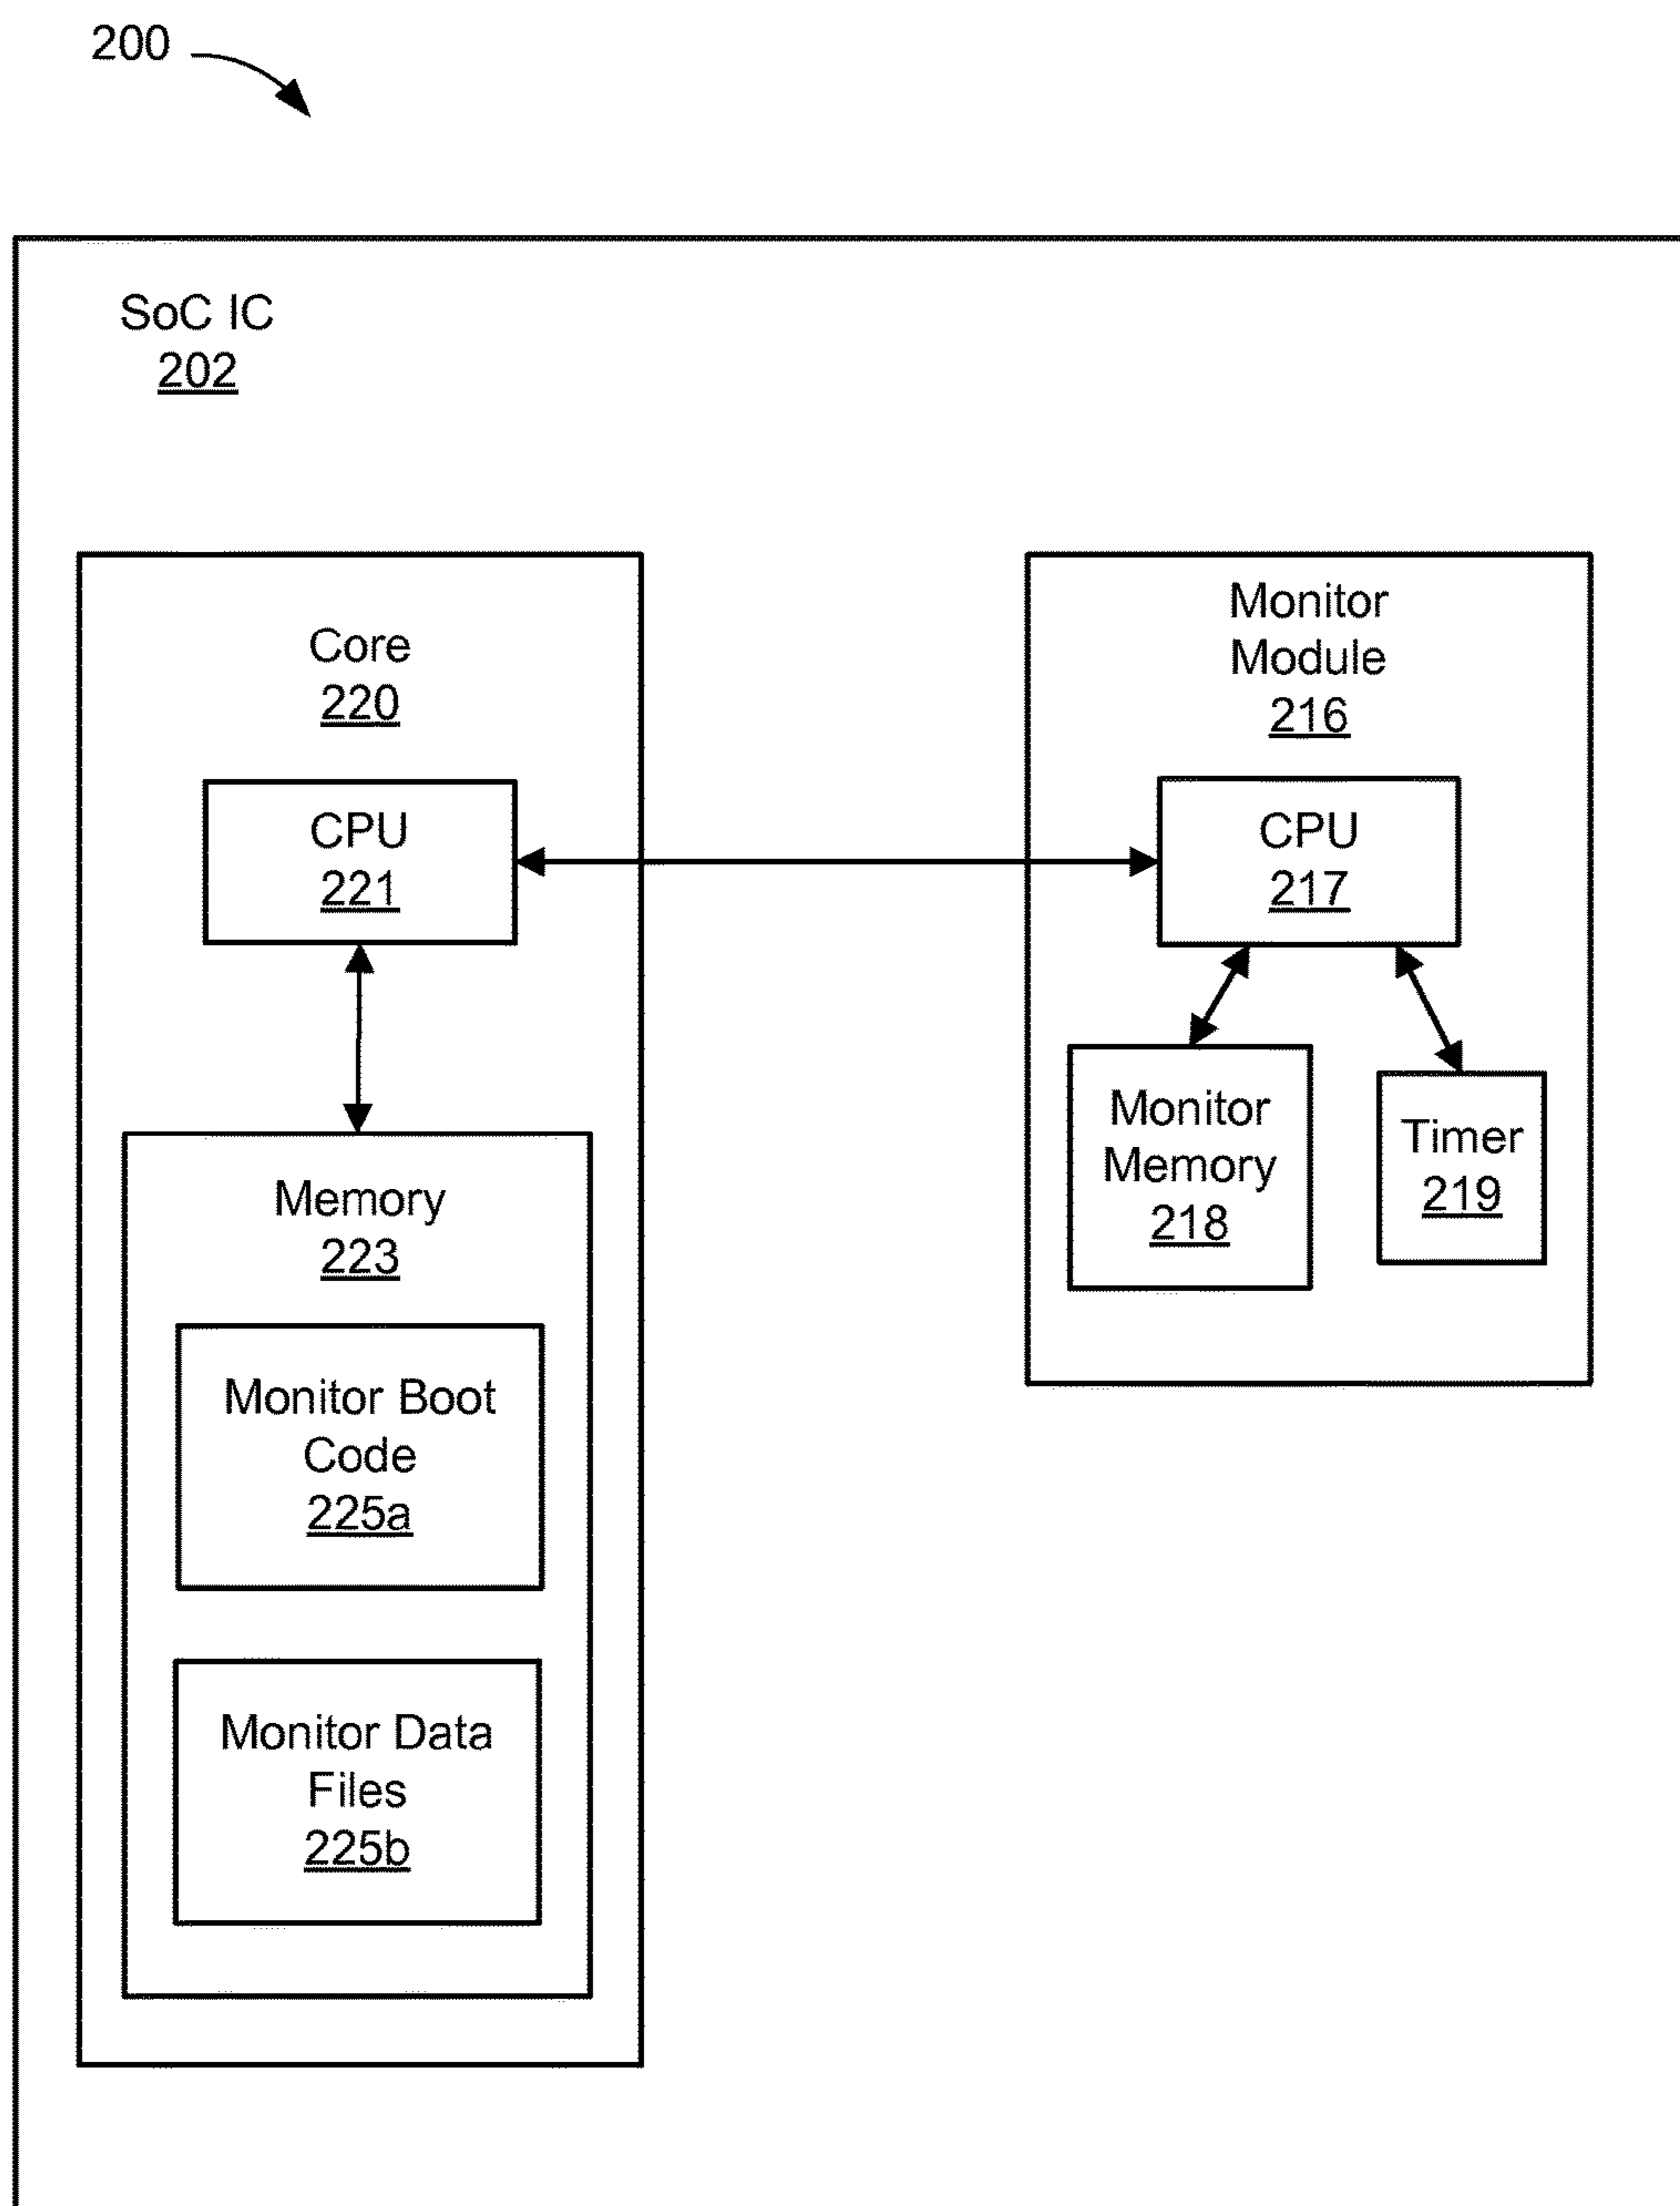 200
SoC IC
202
Core
220
CPU
221
Memory
223
Monitor Boot
Code
225a
Monitor Data
Files
225b
Monitor
Module
216
CPU
217
Monitor
Memory
218
Timer
219